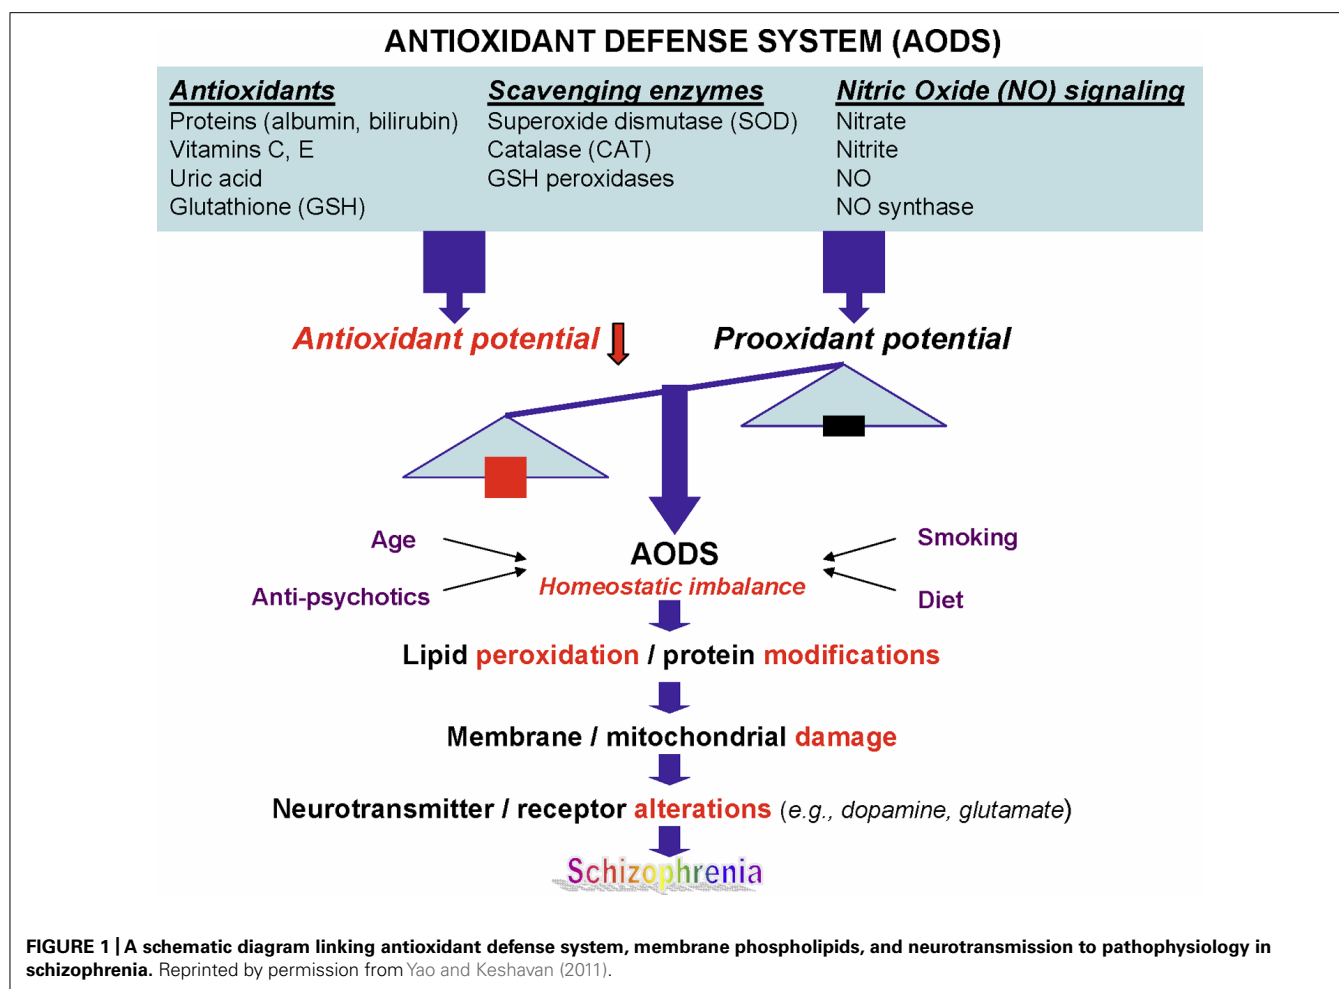 ANTIOXIDANT DEFENSE SYSTEM (AODS)
Antioxidants
Proteins (albumin, bilirubin)
Vitamins C, E
Uric acid
Glutathione (GSH)
Scavenging enzymes
Superoxide dismutase (SOD)
Catalase (CAT)
GSH peroxidases
Nitric Oxide (NO) signaling
Nitrate
Nitrite
NO
NO synthase
Antioxidant potential
Prooxidant potential
Age
Anti-psychotics
AODS
Homeostatic imbalance
Smoking
Diet
Lipid peroxidation / protein modifications
Membrane / mitochondrial damage
Neurotransmitter / receptor alterations (e.g., dopamine, glutamate)
Schizophrenia
FIGURE 1 | A schematic diagram linking antioxidant defense system, membrane phospholipids, and neurotransmission to pathophysiology in
schizophrenia. Reprinted by permission from Yao and Keshavan (2011).